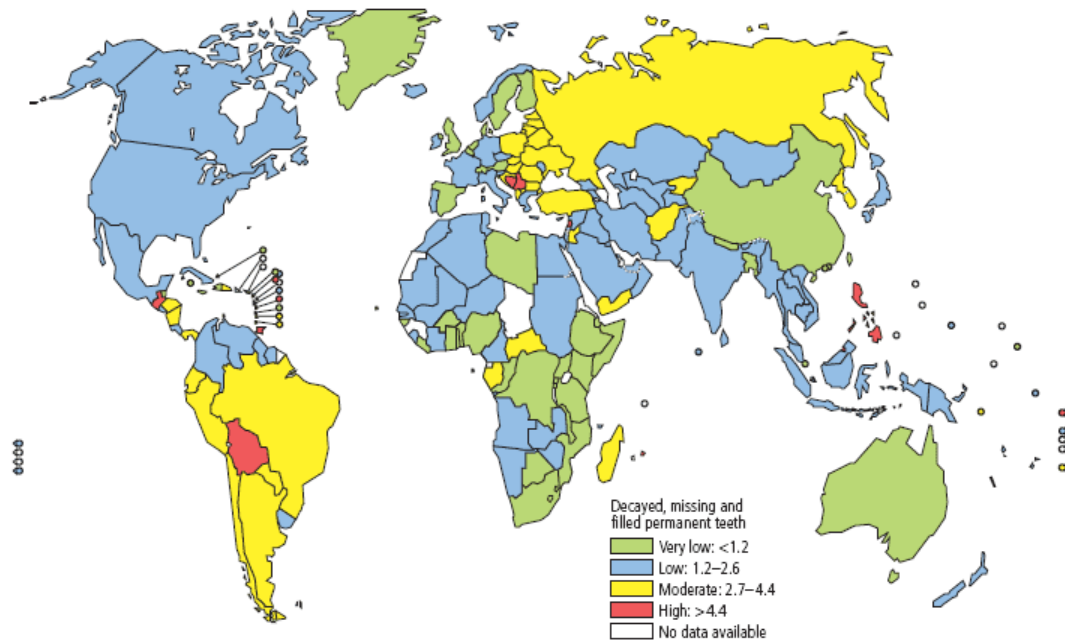 Decayed, missing and
filled permanent teeth
Very low: <1.2
Low: 1.2–2.6
Moderate: 2.7–4.4
High: >4.4
No data available